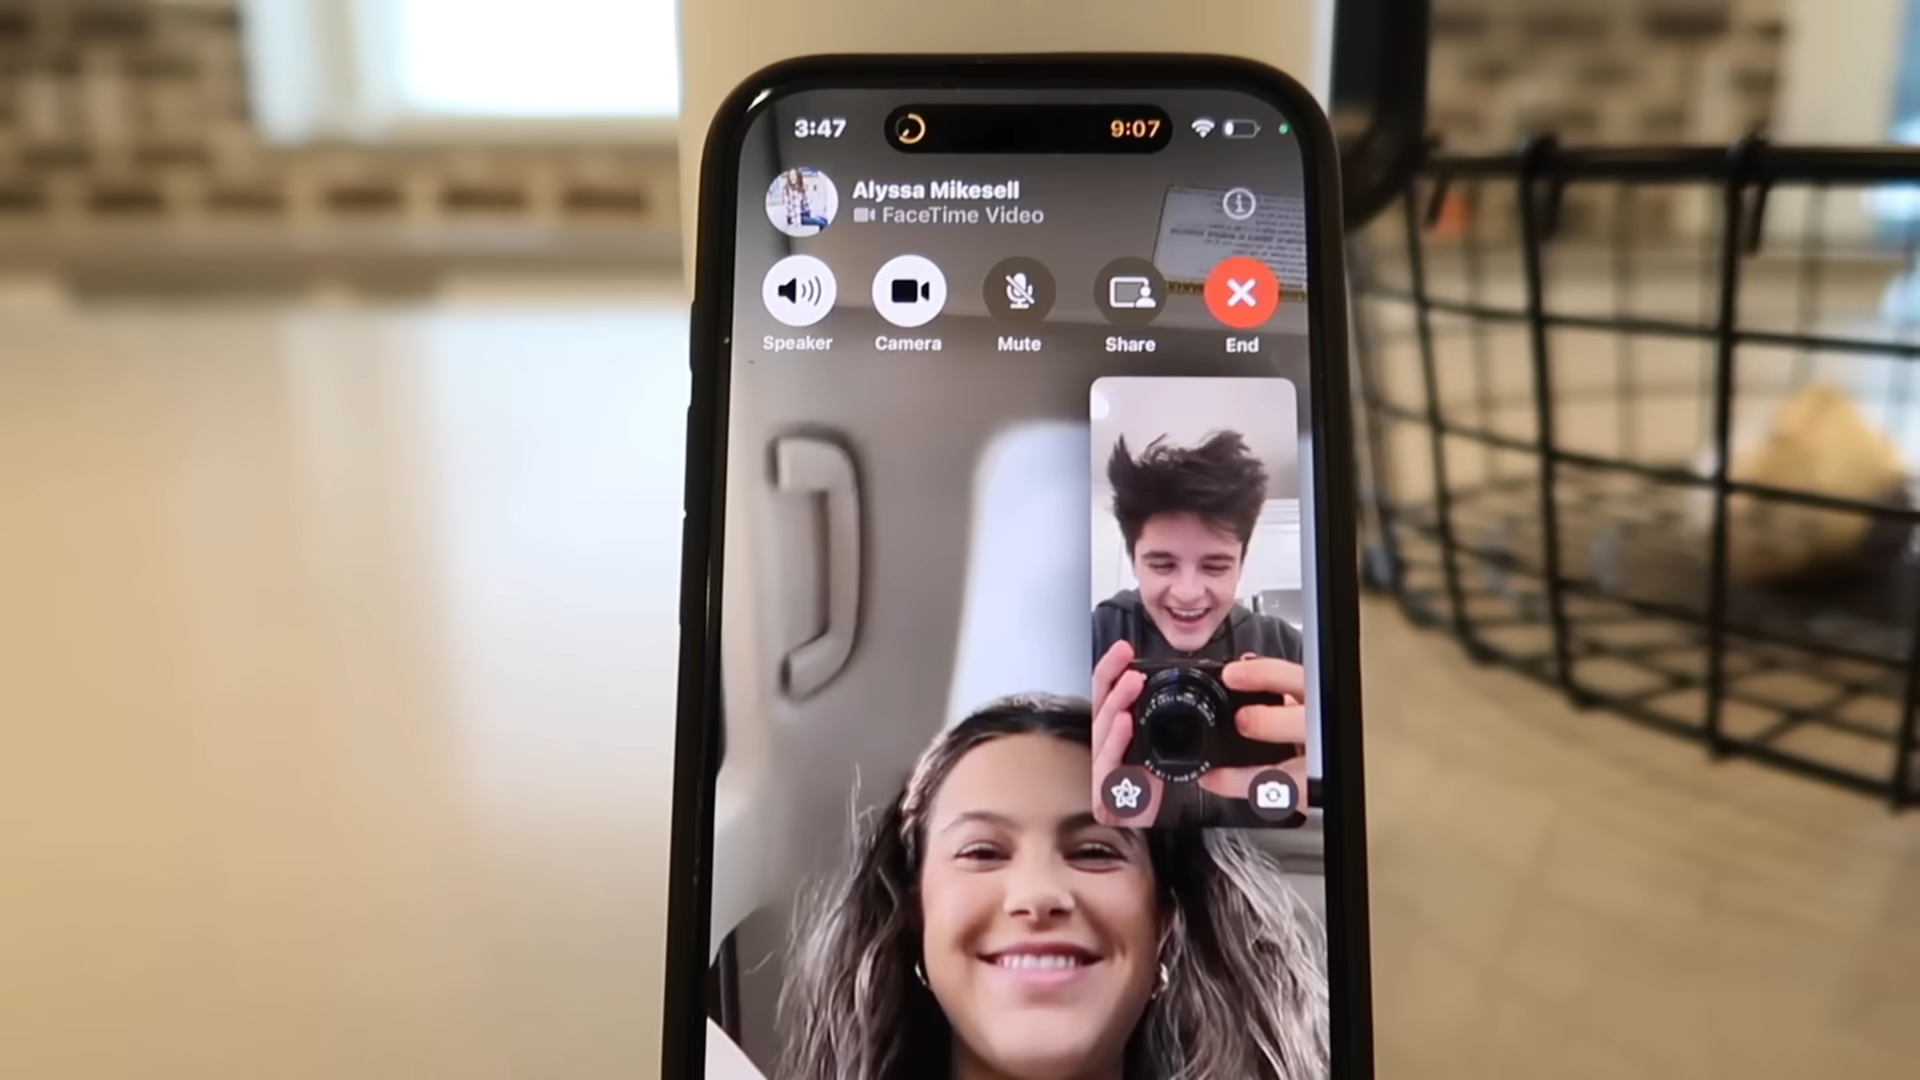 3:47
9:07
Alyssa Mikesell
FaceTime Video
Speaker
Camera
Mute
Share
End